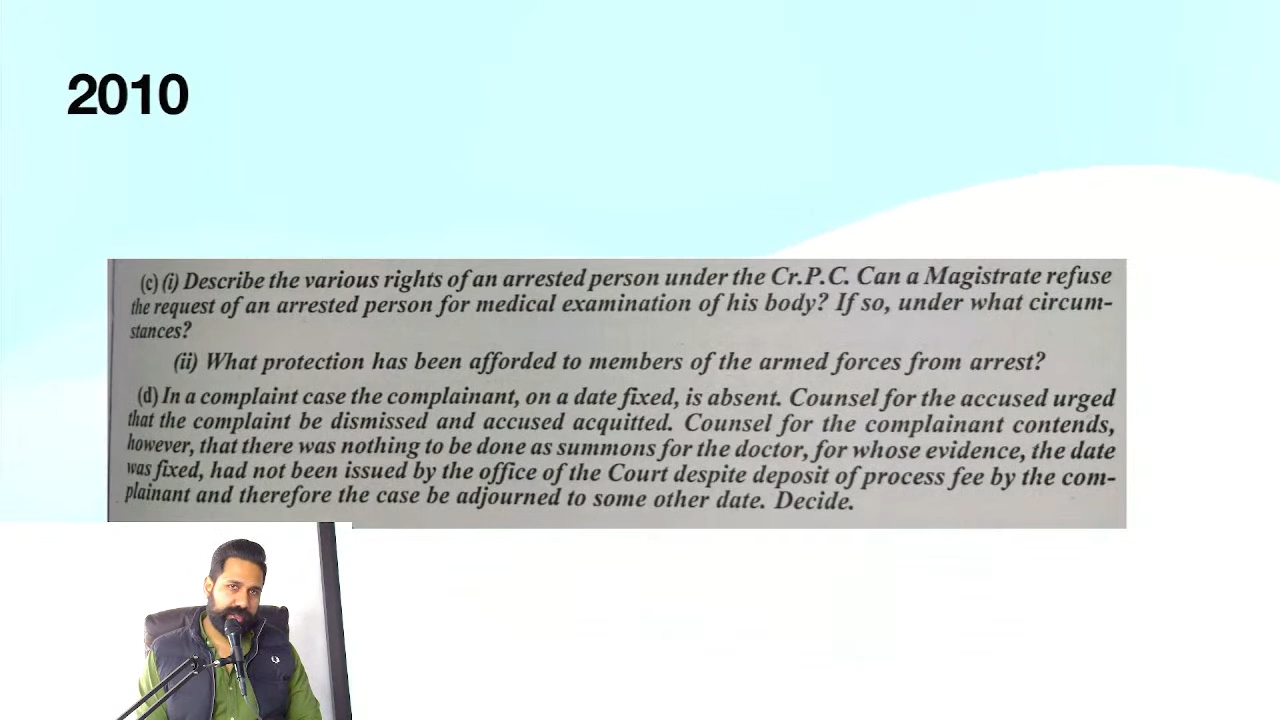 2010
(c) (i) Describe the various rights of an arrested person under the Cr.P.C. Can a Magistrate refuse
the request of an arrested person for medical examination of his body? If so, under what circum-
stances?
(ii) What protection has been afforded to members of the armed forces from arrest?
(d) In a complaint case the complainant, on a date fixed, is absent. Counsel for the accused urged
that the complaint be dismissed and accused acquitted. Counsel for the complainant contends,
however, that there was nothing to be done as summons for the doctor, for whose evidence, the date
was fixed, had not been issued by the office of the Court despite deposit of process fee by the com-
plainant and therefore the case be adjourned to some other date. Decide.